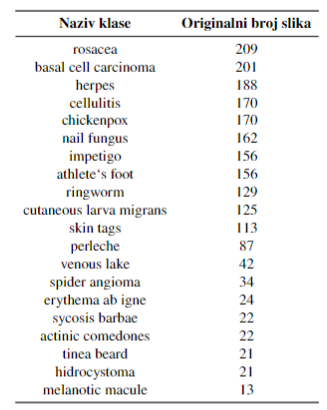 Naziv klase Originalni broj slika
rosacea 209
basal cell carcinoma 201
herpes 188
cellulitis 170
chickenpox 170
nail fungus 162
impetigo 156
athlete‘s foot 156
ringworm 129
cutaneous larva migrans 125
skin tags 113
perleche 87
venous lake 42
spider angioma 34
erythema ab igne 24
sycosis barbae 22
actinic comedones 22
tinea beard 21
hidrocystoma 21
melanotic macule 13